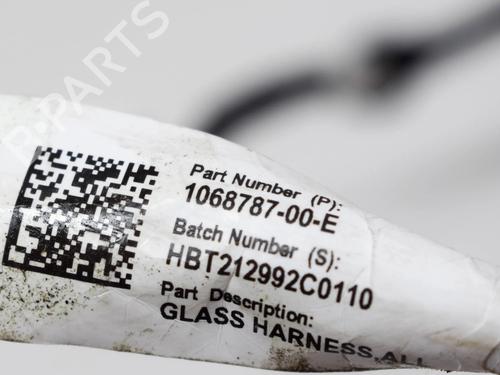 B-PARTS
Part Number (P):
1068787-00-E
Batch Number (S):
HBT212992C0110
Part Description:
GLASS HARNESS,ALL